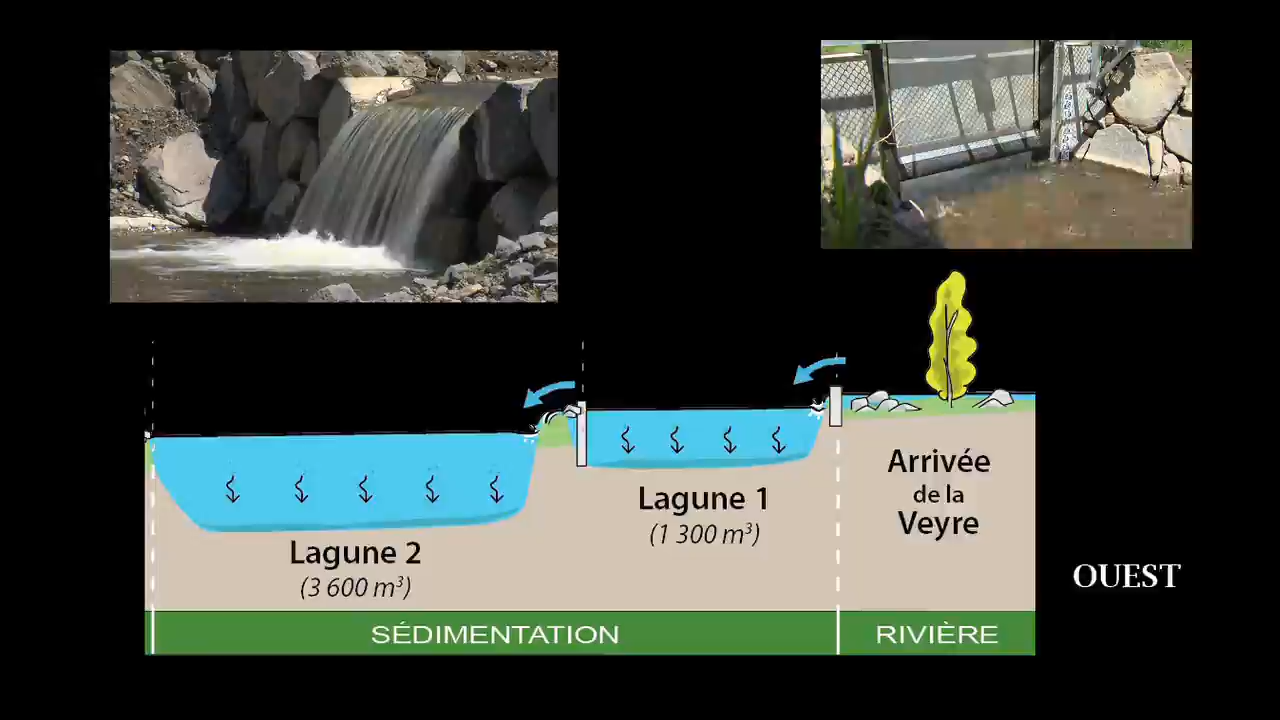 Arrivée
de la
Veyre
Lagune 1
(1 300 m³)
Lagune 2
(3 600 m³)
OUEST
SÉDIMENTATION
RIVIÈRE